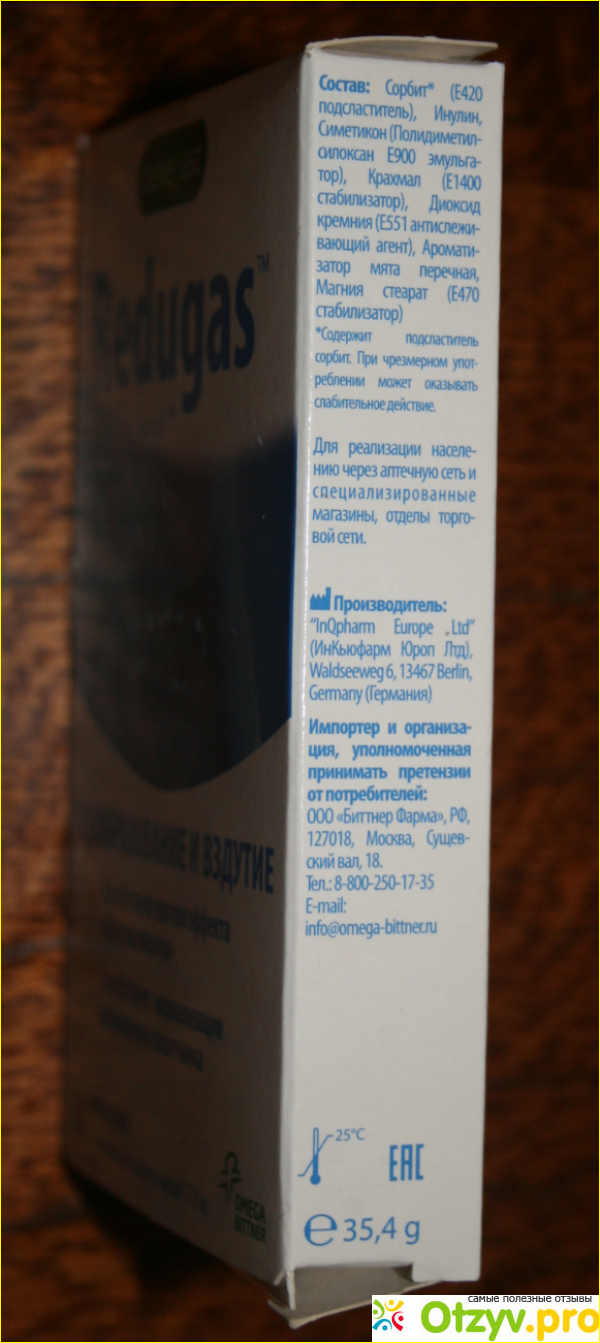 Состав: Сорбит* (Е420
подсластитель), Инулин,
Симетикон (Полидиметил-
силоксан Е900 эмульга-
тор), Крахмал (Е1400
стабилизатор), Диоксид
кремния (Е551 антислежи-
вающий агент), Аромати-
затор мята перечная,
Магния стеарат (Е470
стабилизатор)
*Содержит подсластитель
сорбит. При чрезмерном упот-
реблении может оказывать
слабительное действие.
Для реализации населе-
нию через аптечную сеть и
специализированные
магазины, отделы торго-
вой сети.
Производитель:
"InQpharm Europe „Ltd"
(ИнКьюфарм Юроп Лтд),
Waldseeweg 6, 13467 Berlin,
Germany (Германия)
Импортер и организа-
ция, уполномоченная
принимать претензии
от потребителей:
ООО «Биттнер Фарма», РФ,
127018, Москва, Сущев-
ский вал, 18.
Тел.: 8-800-250-17-35
E-mail:
info@omega-bittner.ru
25°C
EAC
℮ 35,4 g
Redugas™
И ВЗДУТИЕ
эффекта
OMEGA
BITTNER
самые полезные отзывы
Otzyv.pro